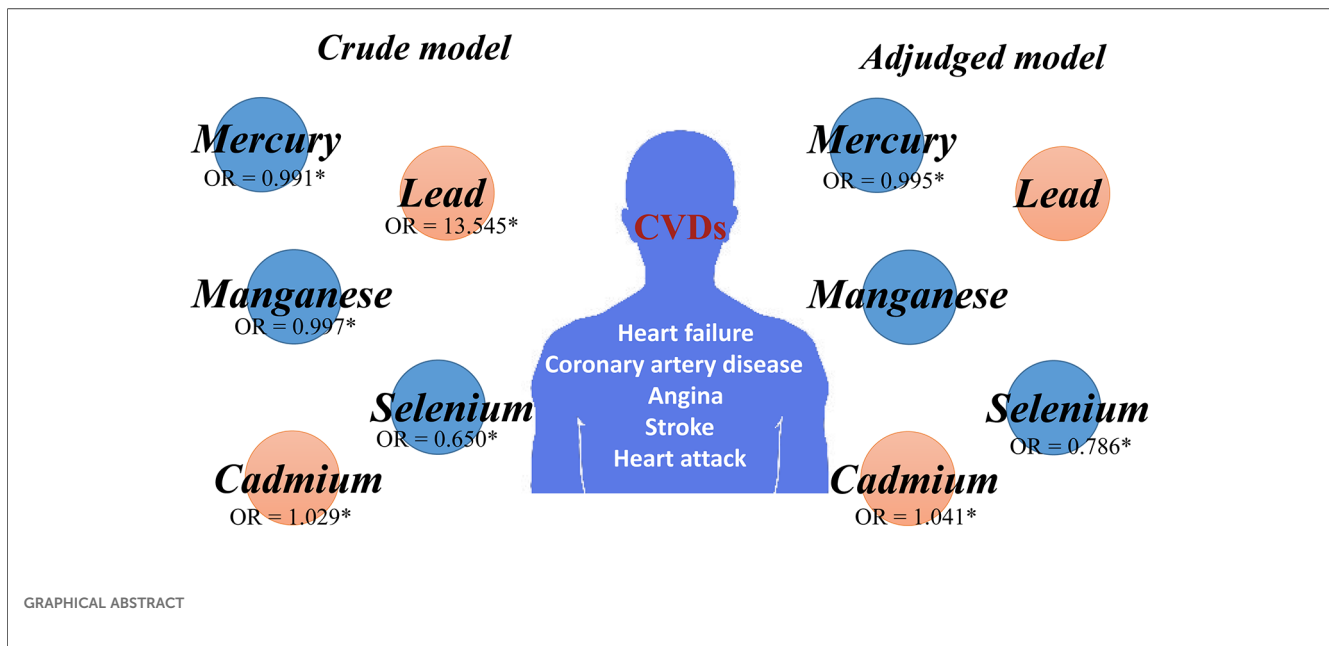 Crude model
Mercury
OR = 0.991*
Lead
OR = 13.545*
Manganese
OR = 0.997*
Selenium
OR = 0.650*
Cadmium
OR = 1.029*
CVDs
Heart failure
Coronary artery disease
Angina
Stroke
Heart attack
Adjudged model
Mercury
OR = 0.995*
Lead
Manganese
Selenium
OR = 0.786*
Cadmium
OR = 1.041*
GRAPHICAL ABSTRACT